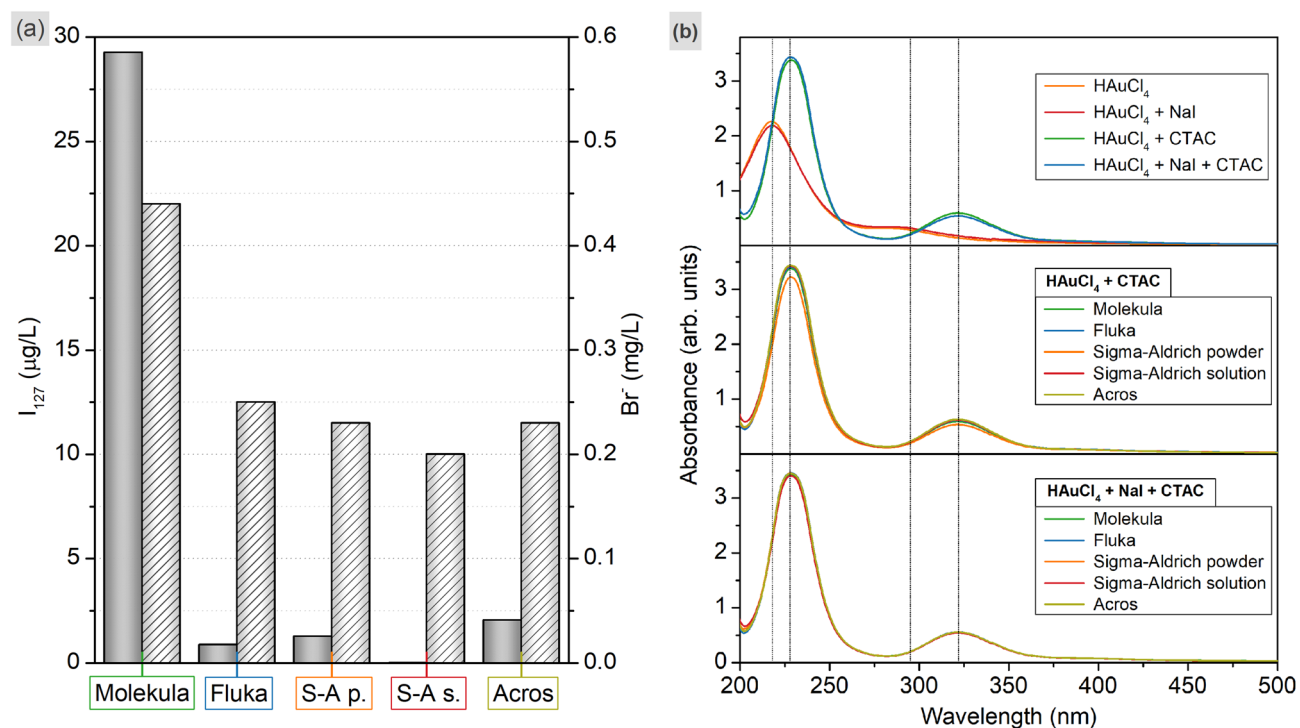 (a)
30
25
20
15
10
5
0
I₁₂₇ (μg/L)
0.6
0.5
0.4
0.3
0.2
0.1
0.0
Br⁻ (mg/L)
Molekula
Fluka
S-A p.
S-A s.
Acros
(b)
Absorbance (arb. units)
3
2
1
HAuCl₄
HAuCl₄ + NaI
HAuCl₄ + CTAC
HAuCl₄ + NaI + CTAC
3
2
1
0
HAuCl₄ + CTAC
Molekula
Fluka
Sigma-Aldrich powder
Sigma-Aldrich solution
Acros
3
2
1
0
HAuCl₄ + NaI + CTAC
Molekula
Fluka
Sigma-Aldrich powder
Sigma-Aldrich solution
Acros
200 250 300 350 400 450 500
Wavelength (nm)